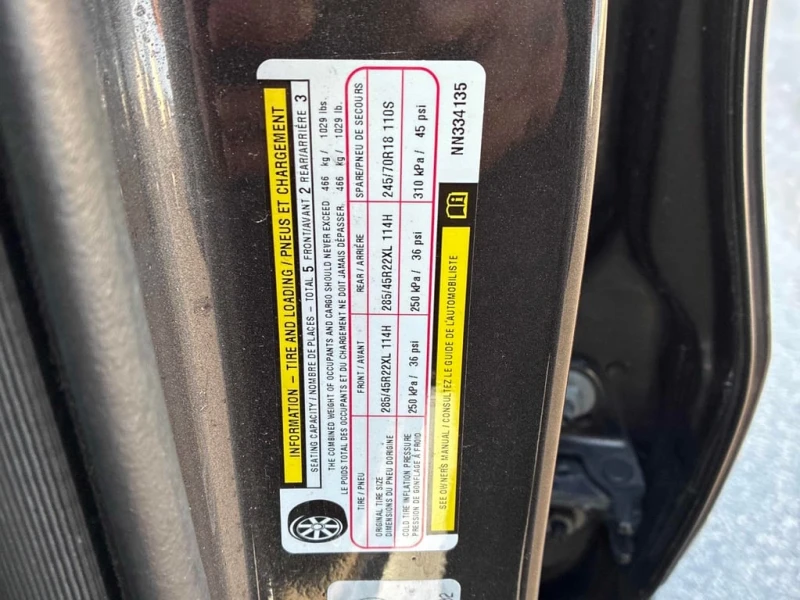 INFORMATION – TIRE AND LOADING / PNEUS ET CHARGEMENT
SEATING CAPACITY / NOMBRE DE PLACES – TOTAL 5 FRONT/AVANT 2 REAR/ARRIÈRE 3
THE COMBINED WEIGHT OF OCCUPANTS AND CARGO SHOULD NEVER EXCEED 466 kg / 1029 lbs.
LE POIDS TOTAL DES OCCUPANTS ET DU CHARGEMENT NE DOIT JAMAIS DÉPASSER. 466 kg / 1029 lb.
TIRE / PNEU FRONT / AVANT REAR / ARRIÈRE SPARE/PNEU DE SECOURS
ORIGINAL TIRE SIZE
DIMENSIONS DU PNEU DORIGINE
285/45R22XL 114H 285/45R22XL 114H 245/70R18 110S
COLD TIRE INFLATION PRESSURE
PRESSION DE GONFLAGE À FROID
250 kPa / 36 psi 250 kPa / 36 psi 310 kPa / 45 psi
SEE OWNERS MANUAL / CONSULTEZ LE GUIDE DE L'AUTOMOBILISTE
NN334135